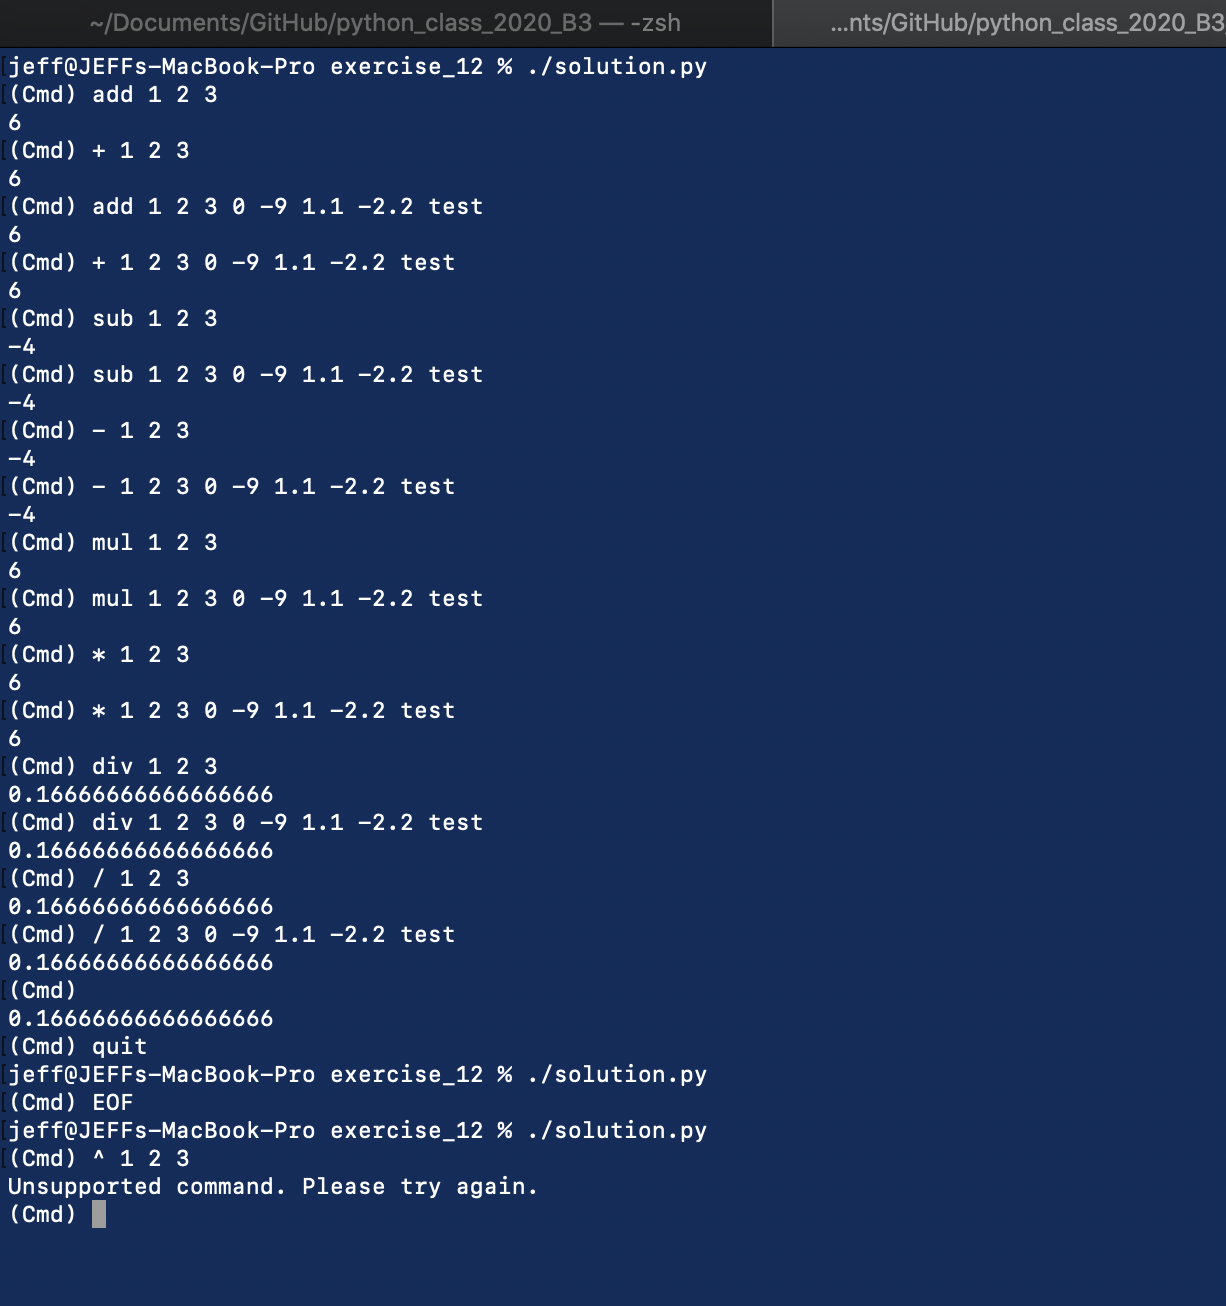 ~/Documents/GitHub/python_class_2020_B3 — -zsh
...nts/GitHub/python_class_2020_B3
[jeff@JEFFs-MacBook-Pro exercise_12 % ./solution.py
[(Cmd) add 1 2 3
6
[(Cmd) + 1 2 3
6
[(Cmd) add 1 2 3 0 -9 1.1 -2.2 test
6
[(Cmd) + 1 2 3 0 -9 1.1 -2.2 test
6
[(Cmd) sub 1 2 3
-4
[(Cmd) sub 1 2 3 0 -9 1.1 -2.2 test
-4
[(Cmd) - 1 2 3
-4
[(Cmd) - 1 2 3 0 -9 1.1 -2.2 test
-4
[(Cmd) mul 1 2 3
6
[(Cmd) mul 1 2 3 0 -9 1.1 -2.2 test
6
[(Cmd) * 1 2 3
6
[(Cmd) * 1 2 3 0 -9 1.1 -2.2 test
6
[(Cmd) div 1 2 3
0.16666666666666666
[(Cmd) div 1 2 3 0 -9 1.1 -2.2 test
0.16666666666666666
[(Cmd) / 1 2 3
0.16666666666666666
[(Cmd) / 1 2 3 0 -9 1.1 -2.2 test
0.16666666666666666
[(Cmd)
0.16666666666666666
[(Cmd) quit
[jeff@JEFFs-MacBook-Pro exercise_12 % ./solution.py
[(Cmd) EOF
[jeff@JEFFs-MacBook-Pro exercise_12 % ./solution.py
[(Cmd) ^ 1 2 3
Unsupported command. Please try again.
(Cmd)